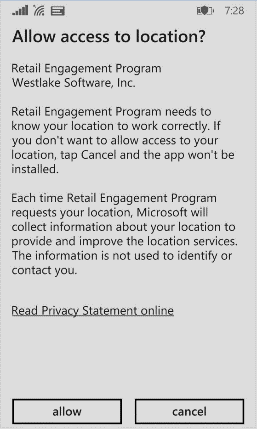 7:28
Allow access to location?
Retail Engagement Program
Westlake Software, Inc.
Retail Engagement Program needs to
know your location to work correctly. If
you don't want to allow access to your
location, tap Cancel and the app won't be
installed.
Each time Retail Engagement Program
requests your location, Microsoft will
collect information about your location to
provide and improve the location services.
The information is not used to identify or
contact you.
Read Privacy Statement online
allow
cancel